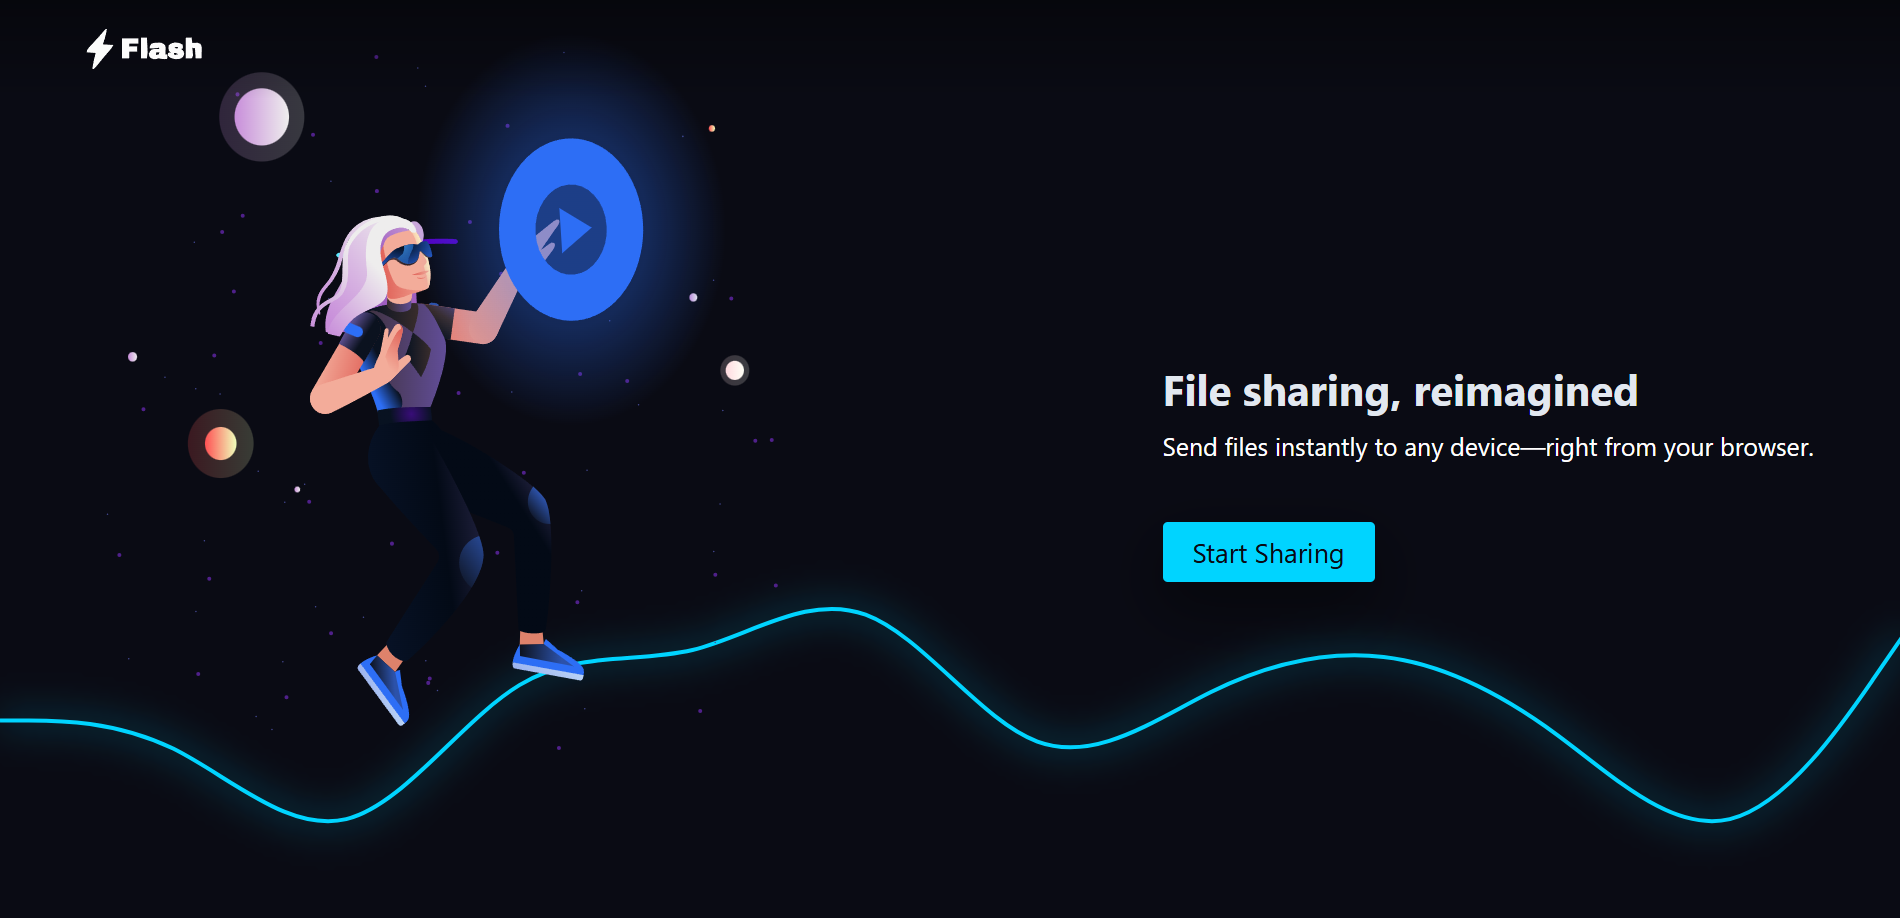 Flash
File sharing, reimagined
Send files instantly to any device—right from your browser.
Start Sharing